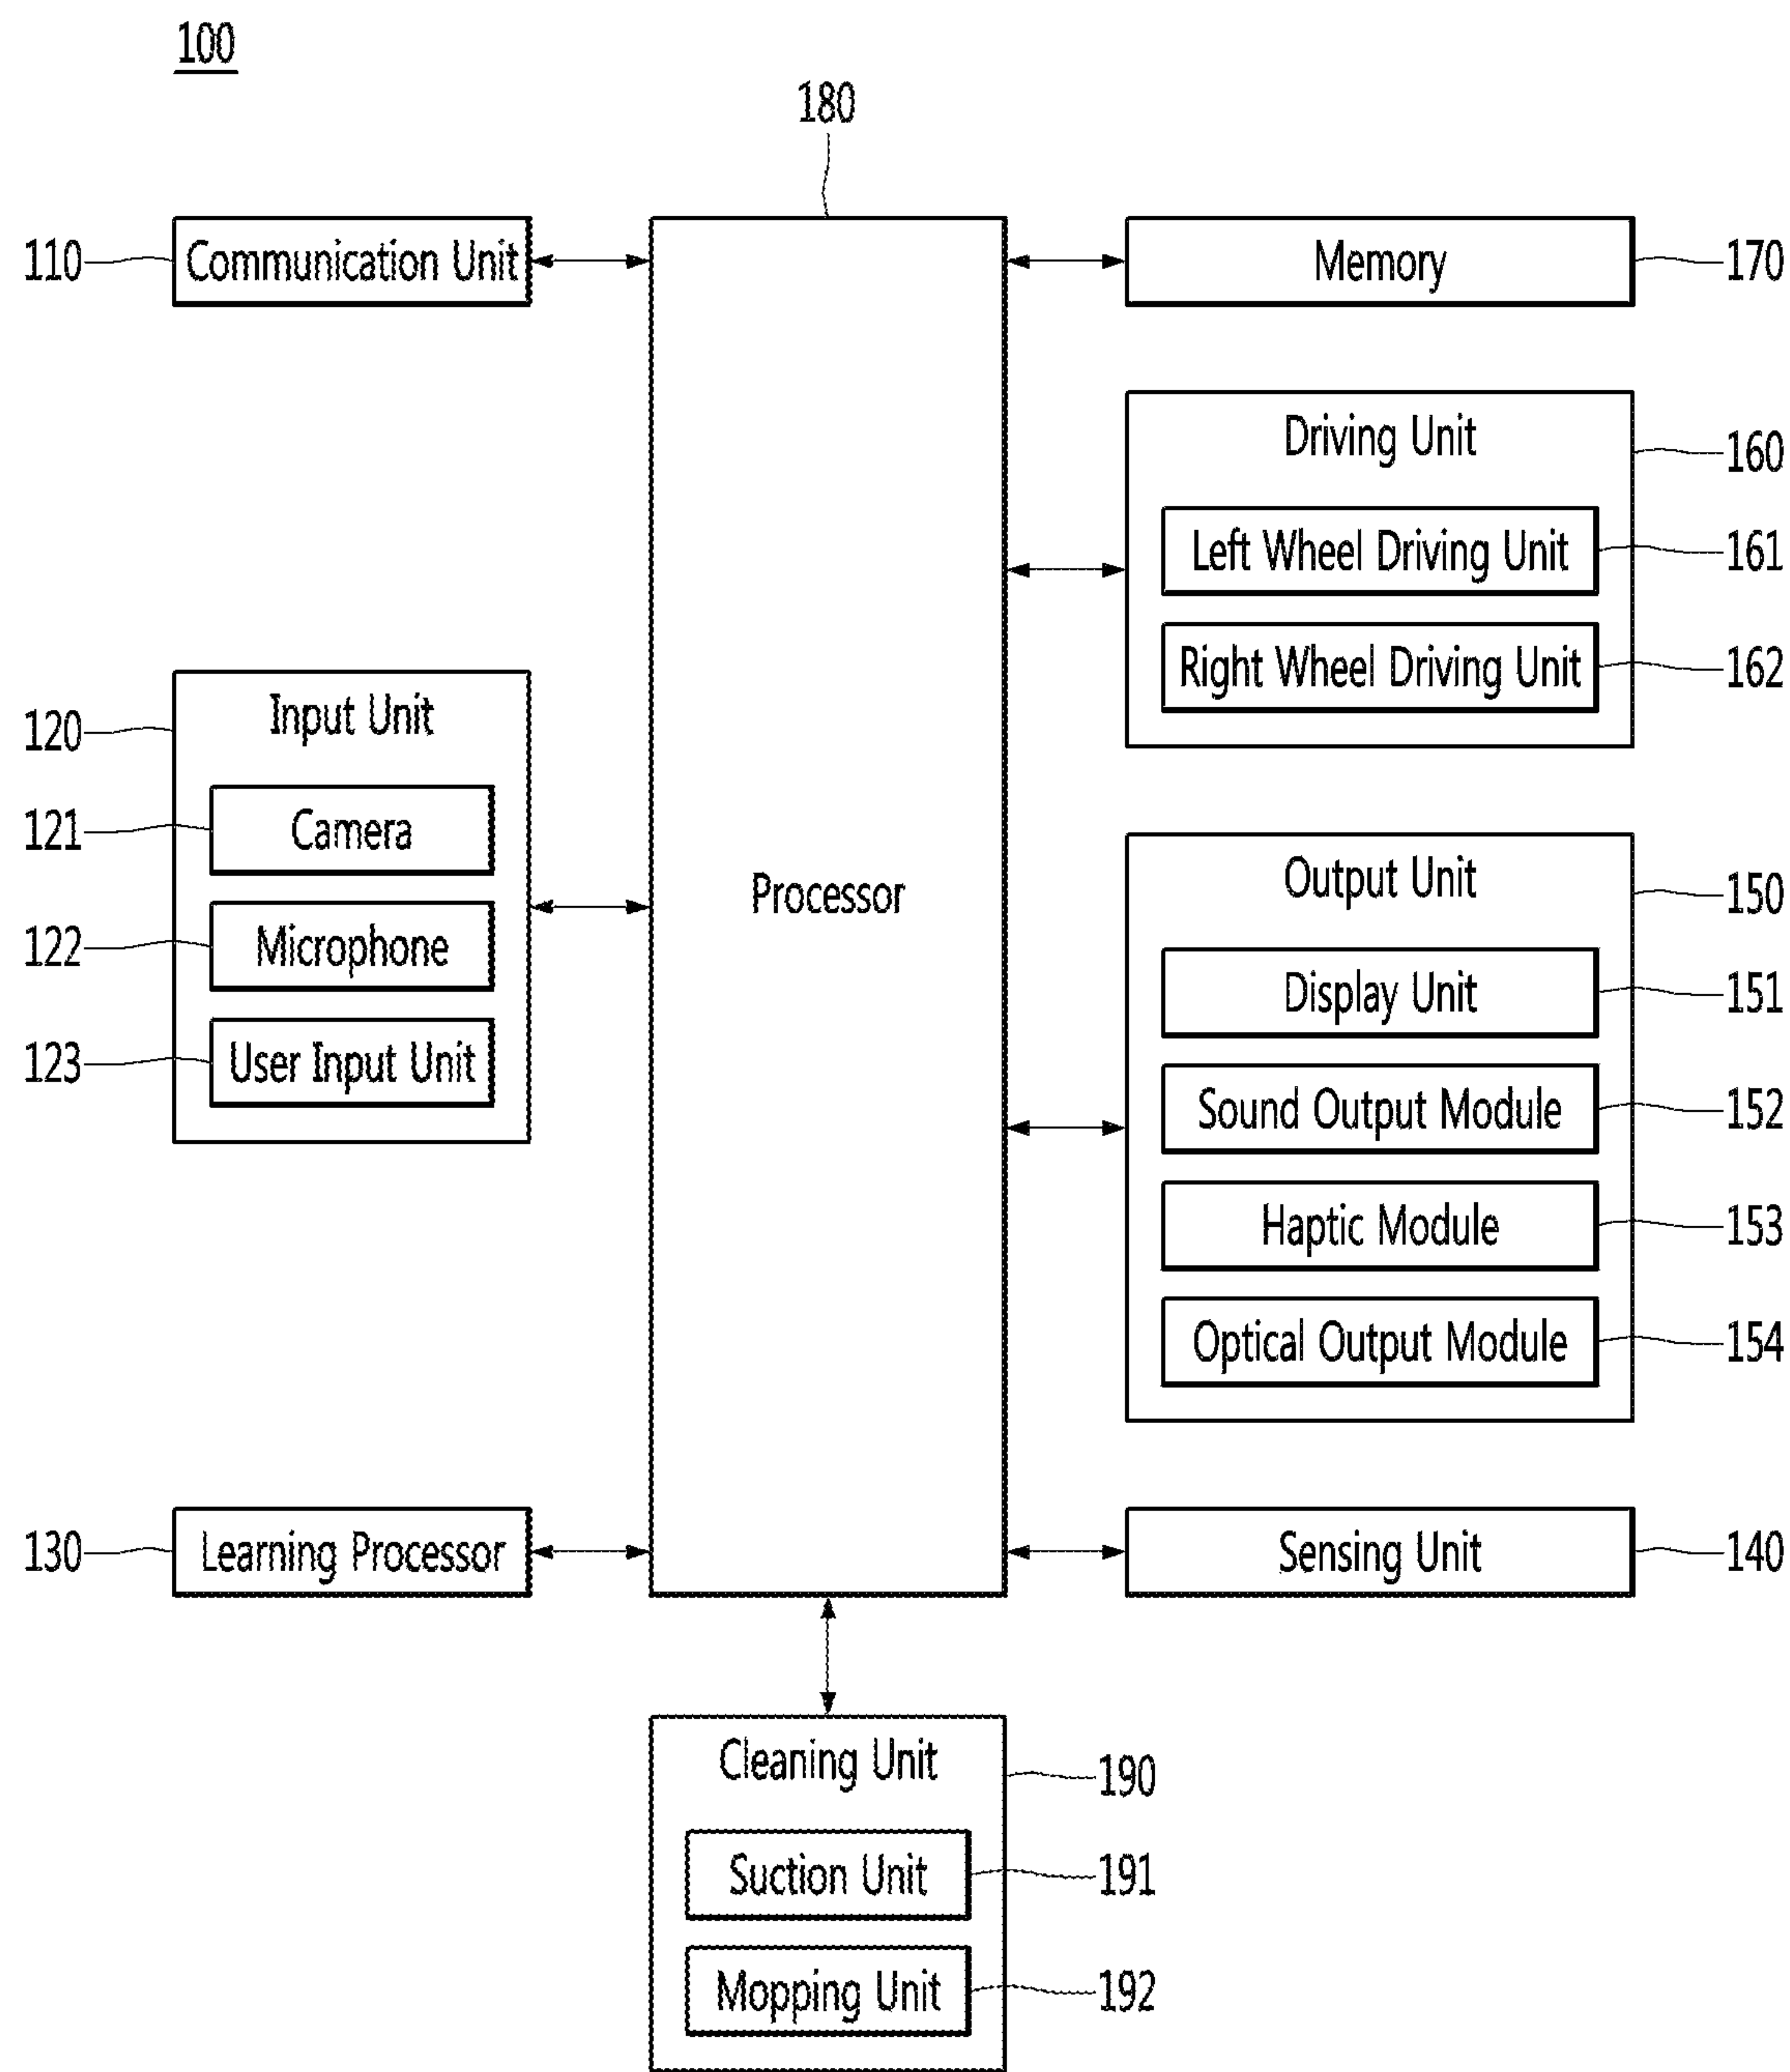 100
180
110 Communication Unit
Memory 170
Driving Unit
160
Left Wheel Driving Unit 161
Right Wheel Driving Unit 162
Input Unit
120
121 Camera
122 Microphone
123 User Input Unit
Processor
Output Unit
150
Display Unit 151
Sound Output Module 152
Haptic Module 153
Optical Output Module 154
130 Learning Processor
Sensing Unit 140
Cleaning Unit
190
Suction Unit 191
Mopping Unit 192